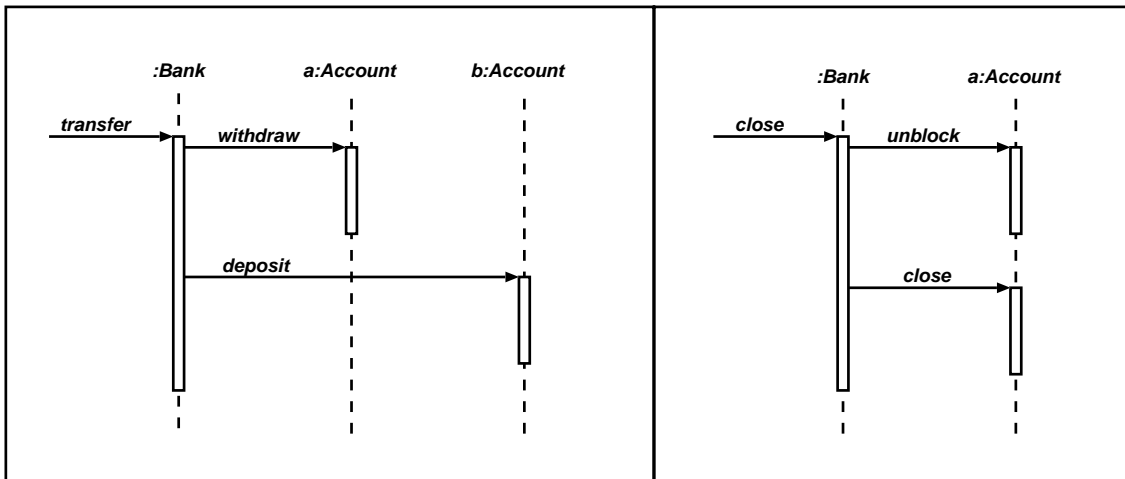 :Bank
a:Account
b:Account
transfer
withdraw
deposit
:Bank
a:Account
close
unblock
close